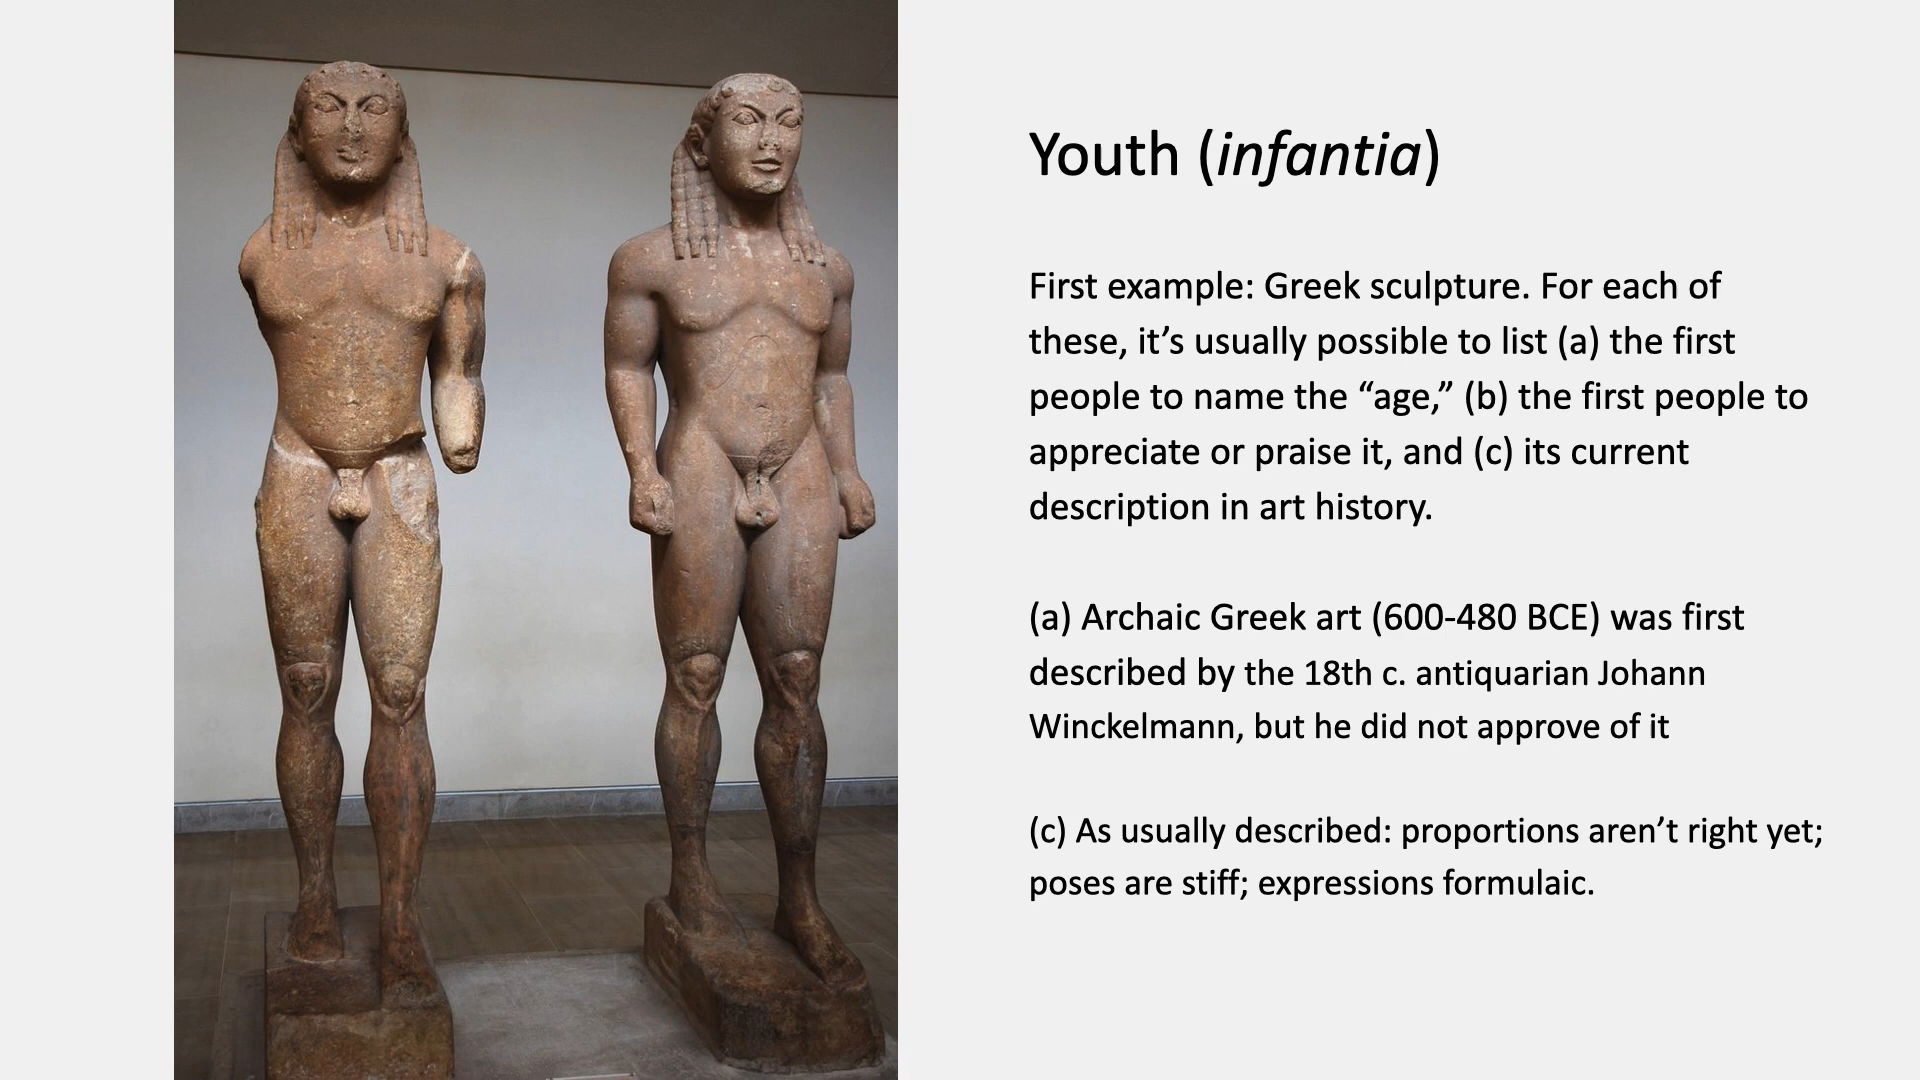 Youth (infantia)
First example: Greek sculpture. For each of
these, it’s usually possible to list (a) the first
people to name the “age,” (b) the first people to
appreciate or praise it, and (c) its current
description in art history.
(a) Archaic Greek art (600-480 BCE) was first
described by the 18th c. antiquarian Johann
Winckelmann, but he did not approve of it
(c) As usually described: proportions aren’t right yet;
poses are stiff; expressions formulaic.